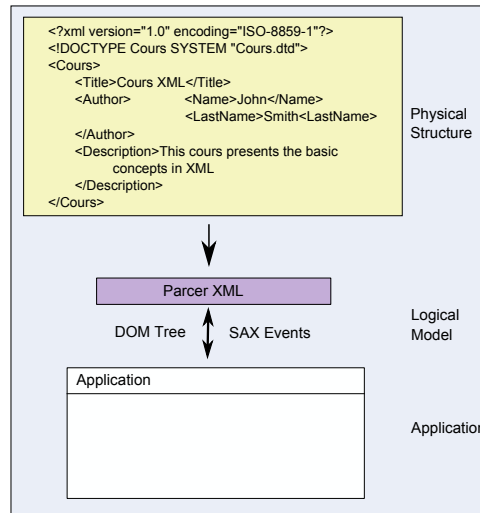 <?xml version="1.0" encoding="ISO-8859-1"?>
<!DOCTYPE Cours SYSTEM "Cours.dtd">
<Cours>
<Title>Cours XML</Title>
<Author> <Name>John</Name>
<LastName>Smith<LastName>
</Author>
<Description>This cours presents the basic
concepts in XML
</Description>
</Cours>
Physical
Structure
Parcer XML
DOM Tree SAX Events
Logical
Model
Application
Application